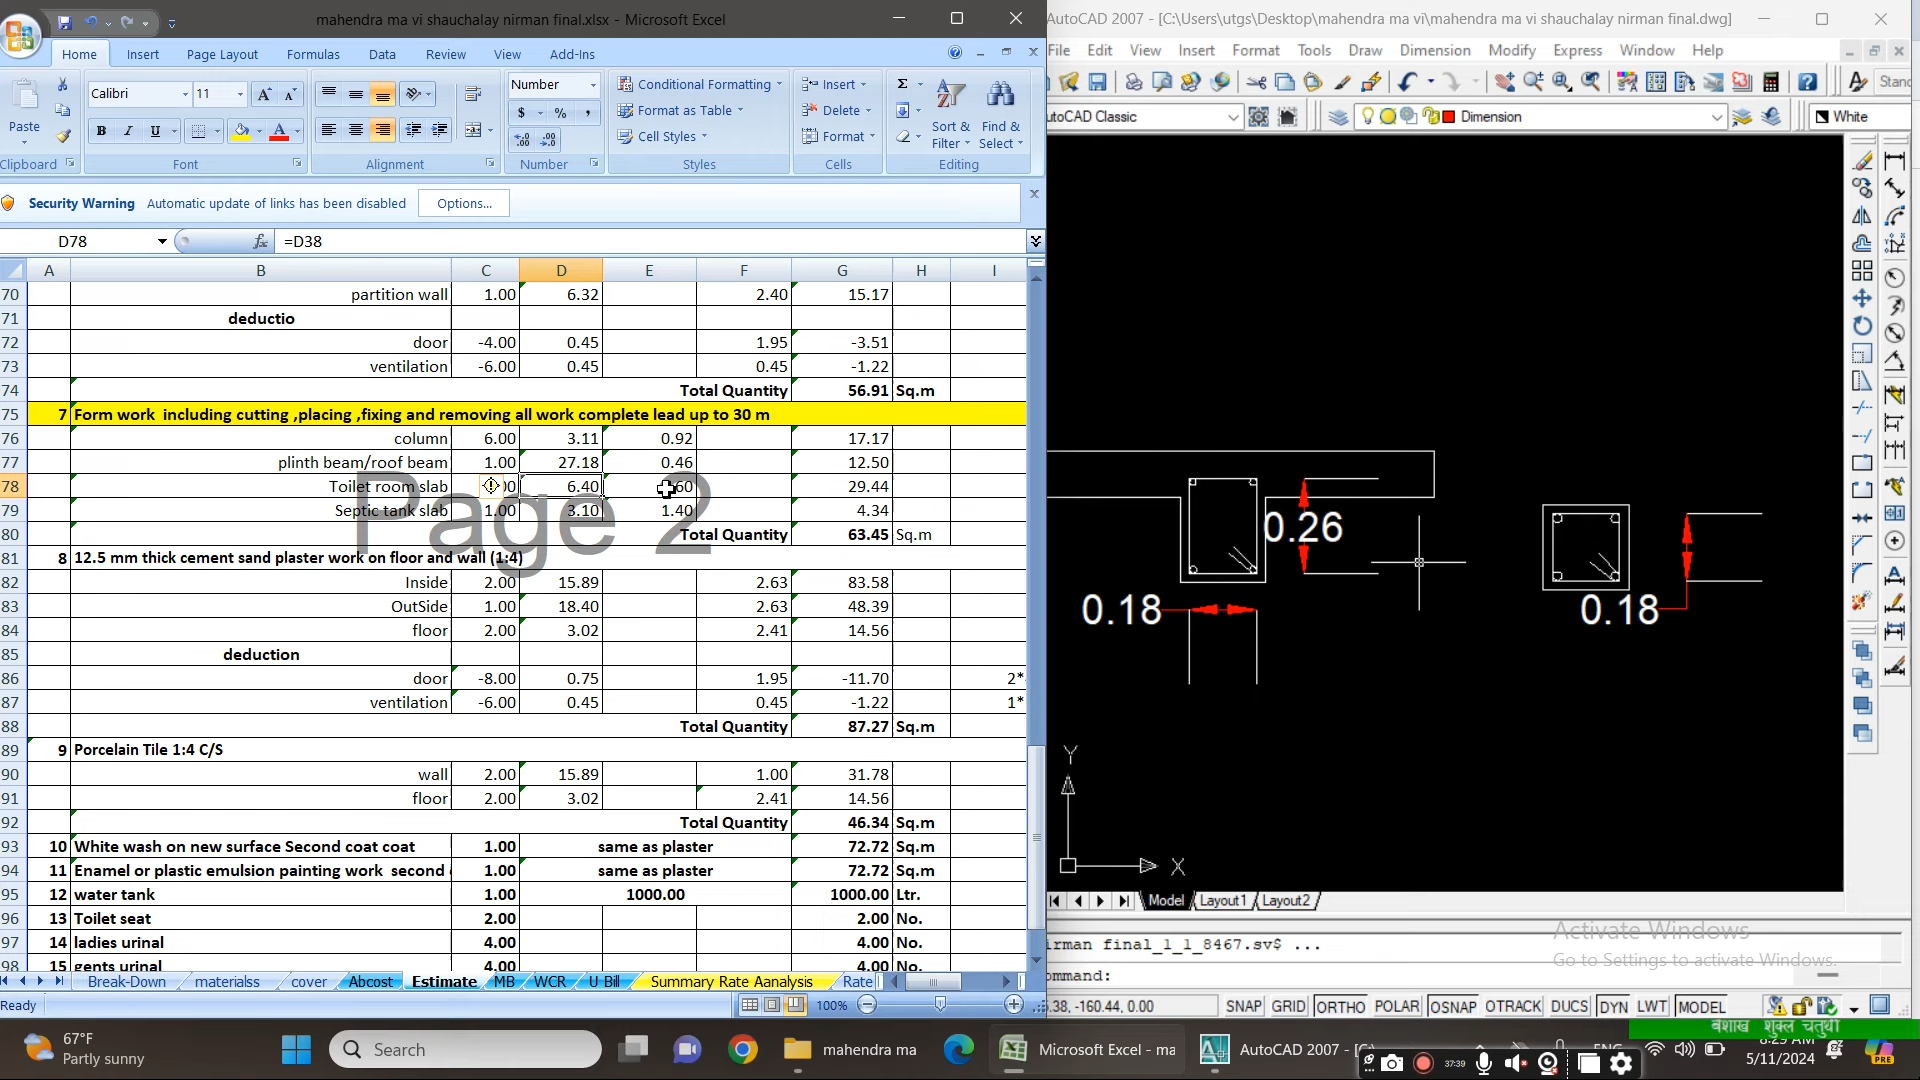 mahendra ma vi shauchalay nirman final.xlsx - Microsoft Excel
Home Insert Page Layout Formulas Data Review View Add-Ins
Paste
Calibri 11
Number
Conditional Formatting
Format as Table
Cell Styles
Insert
Delete
Format
Sort & Filter
Find & Select
Clipboard Font Alignment Number Styles Cells Editing
Security Warning Automatic update of links has been disabled Options...
D78 fx =D38
A B C D E F G H I
70 partition wall 1.00 6.32 2.40 15.17
71 deductio
72 door -4.00 0.45 1.95 -3.51
73 ventilation -6.00 0.45 0.45 -1.22
74 Total Quantity 56.91 Sq.m
75 7 Form work including cutting ,placing ,fixing and removing all work complete lead up to 30 m
76 column 6.00 3.11 0.92 17.17
77 plinth beam/roof beam 1.00 27.18 0.46 12.50
78 Toilet room slab 6.40 29.44
79 Septic tank slab 1.00 3.10 1.40 4.34
80 Total Quantity 63.45 Sq.m
Page 2
81 8 12.5 mm thick cement sand plaster work on floor and wall (1:4)
82 Inside 2.00 15.89 2.63 83.58
83 OutSide 1.00 18.40 2.63 48.39
84 floor 2.00 3.02 2.41 14.56
85 deduction
86 door -8.00 0.75 1.95 -11.70 2*
87 ventilation -6.00 0.45 0.45 -1.22 1*
88 Total Quantity 87.27 Sq.m
89 9 Porcelain Tile 1:4 C/S
90 wall 2.00 15.89 1.00 31.78
91 floor 2.00 3.02 2.41 14.56
92 Total Quantity 46.34 Sq.m
93 10 White wash on new surface Second coat coat 1.00 same as plaster 72.72 Sq.m
94 11 Enamel or plastic emulsion painting work second 1.00 same as plaster 72.72 Sq.m
95 12 water tank 1.00 1000.00 1000.00 Ltr.
96 13 Toilet seat 2.00 2.00 No.
97 14 ladies urinal 4.00 4.00 No.
98 15 gents urinal 4.00 4.00 No.
Break-Down materialss cover Abcost Estimate MB WCR U Bill Summary Rate Aanalysis Rate
Ready 100%
AutoCAD 2007 - [C:\Users\utgs\Desktop\mahendra ma vi\mahendra ma vi shauchalay nirman final.dwg]
File Edit View Insert Format Tools Draw Dimension Modify Express Window Help
Stand
utoCAD Classic Dimension White
0.26
0.18 0.18
Y
X
Model Layout1 Layout2
irman final_1_1_8467.sv$ ...
ommand:
Activate Windows
Go to Settings to activate Windows.
.38, -160.44, 0.00 SNAP GRID ORTHO POLAR OSNAP OTRACK DUCS DYN LWT MODEL
बैशाख शुक्ल चतुर्थी
67°F
Partly sunny
Search
mahendra ma
Microsoft Excel - ma
AutoCAD 2007 - [C:
37:39
ENG
8:29 AM
5/11/2024
PRE